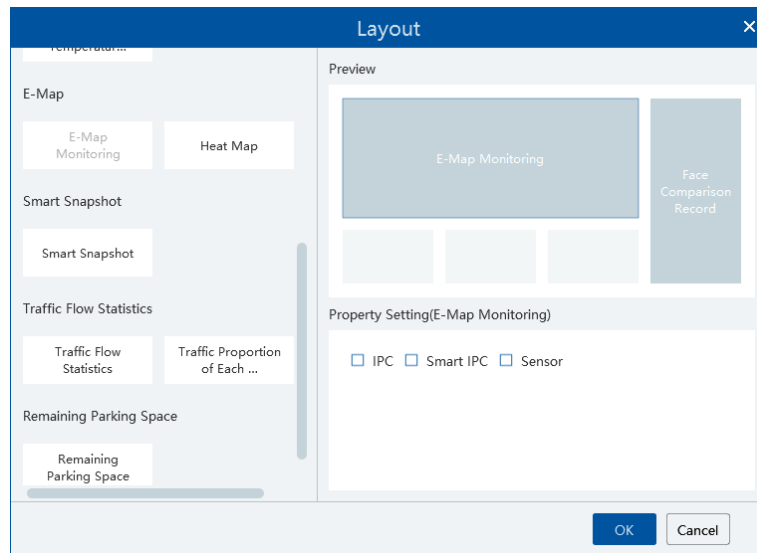 Layout
Temperatur...
E-Map
E-Map
Monitoring
Heat Map
Smart Snapshot
Smart Snapshot
Traffic Flow Statistics
Traffic Flow
Statistics
Traffic Proportion
of Each ...
Remaining Parking Space
Remaining
Parking Space
Preview
E-Map Monitoring
Face
Comparison
Record
Property Setting(E-Map Monitoring)
IPC Smart IPC Sensor
OK Cancel